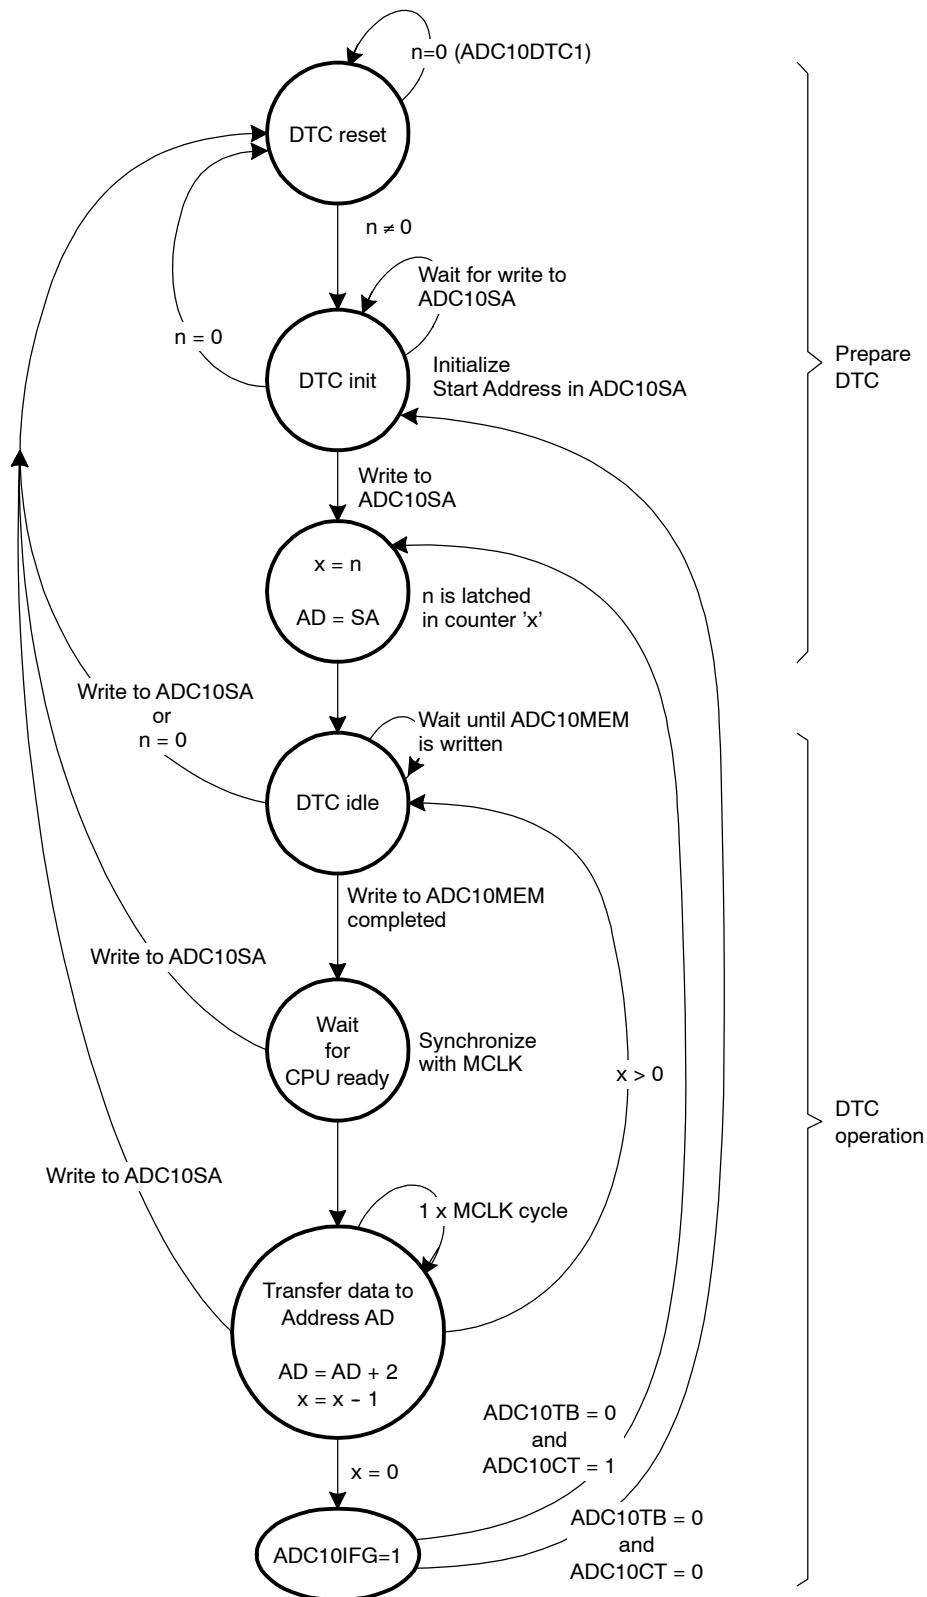 n=0 (ADC10DTC1)
DTC reset
n ≠ 0
Wait for write to
ADC10SA
n = 0
DTC init
Initialize
Start Address in ADC10SA
Prepare
DTC
Write to
ADC10SA
x = n
AD = SA
n is latched
in counter ’x’
Write to ADC10SA
or
n = 0
Wait until ADC10MEM
is written
DTC idle
Write to ADC10MEM
completed
Write to ADC10SA
Wait
for
CPU ready
Synchronize
with MCLK
x > 0
DTC
operation
Write to ADC10SA
1 x MCLK cycle
Transfer data to
Address AD
AD = AD + 2
x = x - 1
x = 0
ADC10TB = 0
and
ADC10CT = 1
ADC10IFG=1
ADC10TB = 0
and
ADC10CT = 0